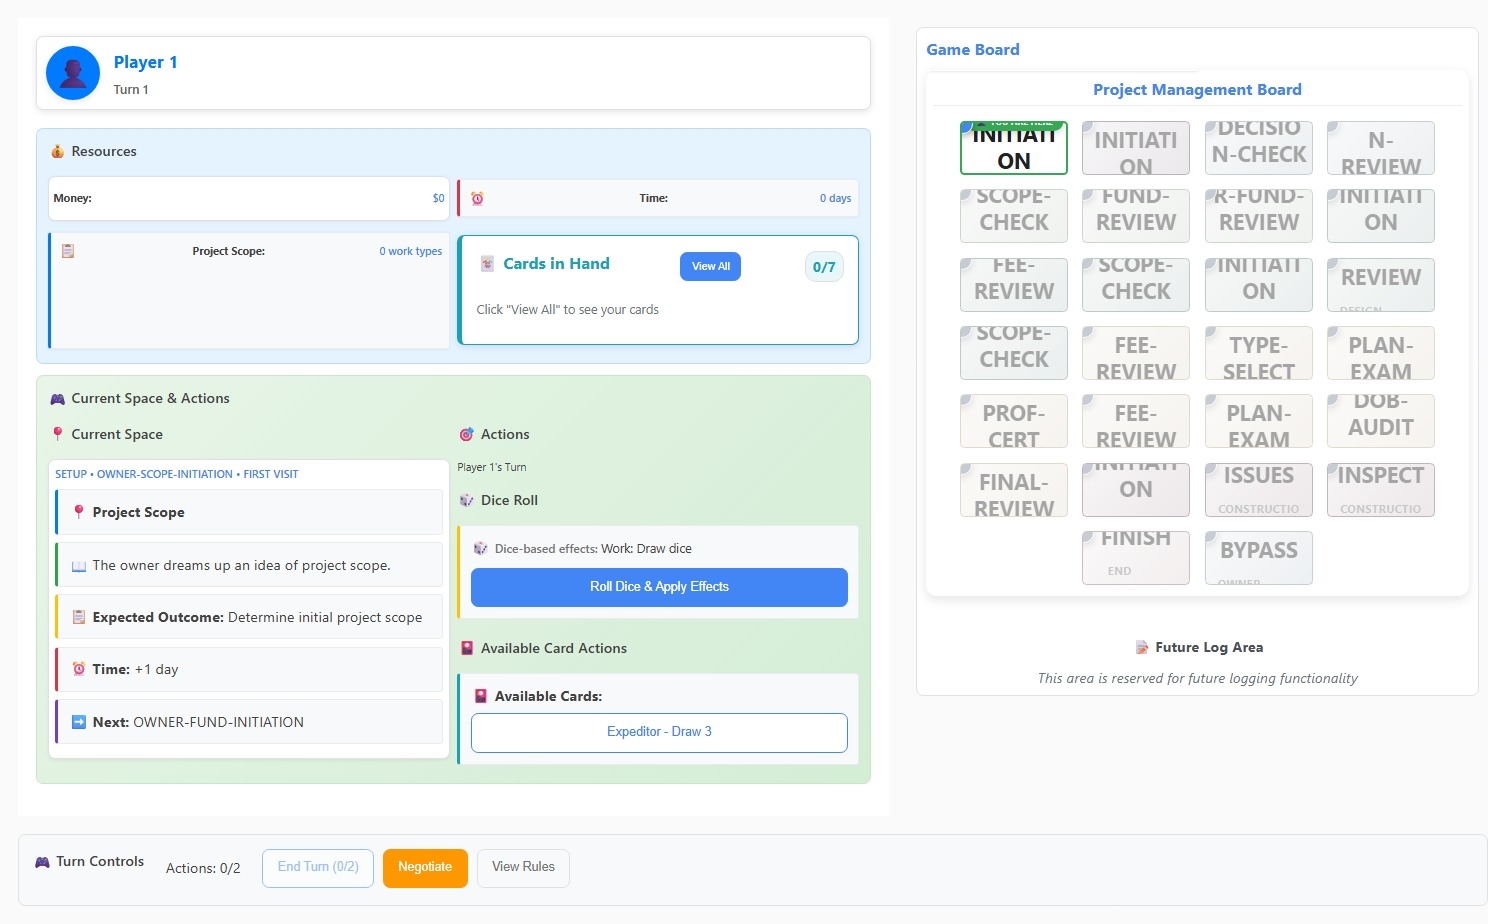 Player 1
Turn 1
Resources
Money: $0
Time: 0 days
Project Scope: 0 work types
Cards in Hand
View All
0/7
Click "View All" to see your cards
Current Space & Actions
Current Space
SETUP • OWNER-SCOPE-INITIATION • FIRST VISIT
Project Scope
The owner dreams up an idea of project scope.
Expected Outcome: Determine initial project scope
Time: +1 day
Next: OWNER-FUND-INITIATION
Actions
Player 1's Turn
Dice Roll
Dice-based effects: Work: Draw dice
Roll Dice & Apply Effects
Available Card Actions
Available Cards:
Expeditor - Draw 3
Game Board
Project Management Board
YOU ARE HERE
INITIATI
ON
INITIATI
ON
DECISIO
N-CHECK
N-
REVIEW
SCOPE-
CHECK
FUND-
REVIEW
R-FUND-
REVIEW
INITIATI
ON
FEE-
REVIEW
SCOPE-
CHECK
INITIATI
ON
REVIEW
DESIGN
SCOPE-
CHECK
FEE-
REVIEW
TYPE-
SELECT
PLAN-
EXAM
PROF-
CERT
FEE-
REVIEW
PLAN-
EXAM
DOB-
AUDIT
FINAL-
REVIEW
INITIATI
ON
ISSUES
CONSTRUCTIO
INSPECT
CONSTRUCTIO
FINISH
END
BYPASS
OWNER
Future Log Area
This area is reserved for future logging functionality
Turn Controls
Actions: 0/2
End Turn (0/2)
Negotiate
View Rules